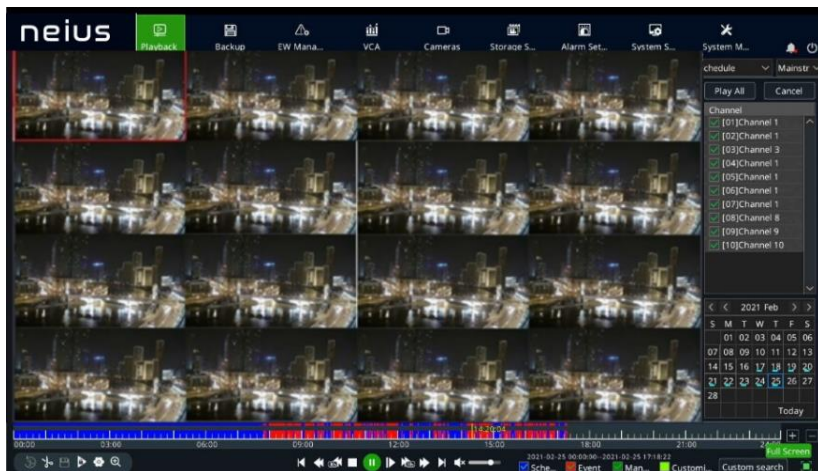 neius
Playback
Backup
EW Mana...
VCA
Cameras
Storage S...
Alarm Set...
System S...
System M...
chedule
Mainstr
Play All
Cancel
Channel
[01]Channel 1
[02]Channel 1
[03]Channel 3
[04]Channel 1
[05]Channel 1
[06]Channel 1
[07]Channel 1
[08]Channel 8
[09]Channel 9
[10]Channel 10
2021 Feb
S M T W T F S
01 02 03 04 05 06
07 08 09 10 11 12 13
14 15 16 17 18 19 20
21 22 23 24 25 26 27
28
Today
14:20:04
00:00 03:00 06:00 09:00 12:00 15:00 18:00 21:00 24:00
Full Screen
2021-02-25 00:00:00--2021-02-25 17:18:22
Sche...
Event
Man...
Customi...
Custom search